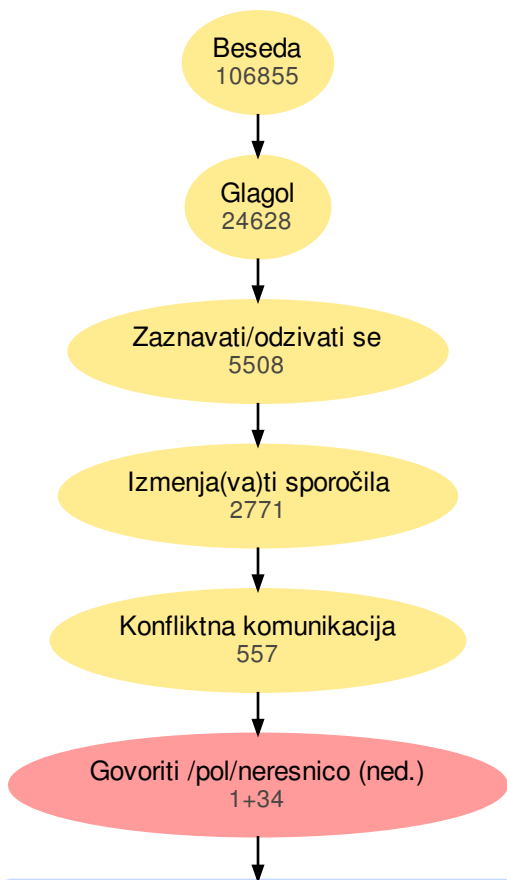 Beseda
106855
Glagol
24628
Zaznavati/odzivati se
5508
Izmenja(va)ti sporočila
2771
Konfliktna komunikacija
557
Govoriti /pol/neresnico (ned.)
1+34